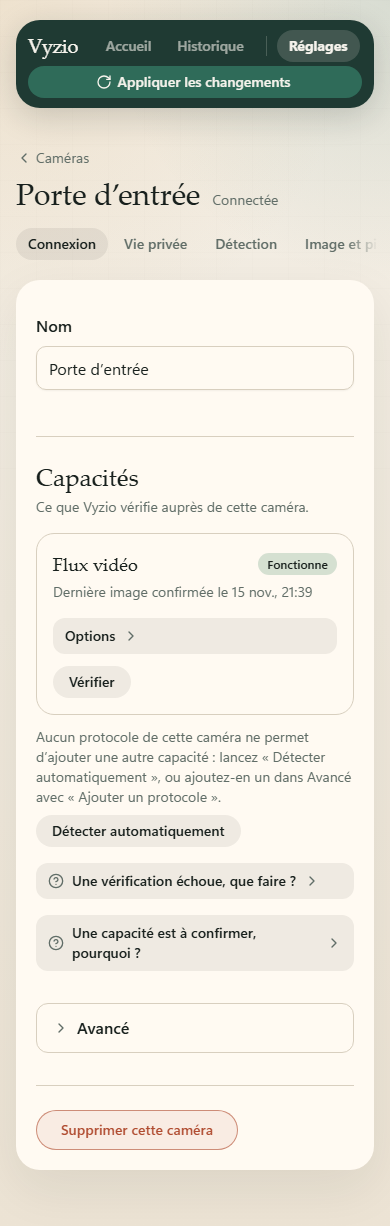 Vyzio Accueil Historique Réglages
Appliquer les changements
Caméras
Porte d’entrée Connectée
Connexion Vie privée Détection Image et
Nom
Porte d’entrée
Capacités
Ce que Vyzio vérifie auprès de cette caméra.
Flux vidéo Fonctionne
Dernière image confirmée le 15 nov., 21:39
Options
Vérifier
Aucun protocole de cette caméra ne permet
d’ajouter une autre capacité : lancez « Détecter
automatiquement », ou ajoutez-en un dans Avancé
avec « Ajouter un protocole ».
Détecter automatiquement
Une vérification échoue, que faire ?
Une capacité est à confirmer,
pourquoi ?
Avancé
Supprimer cette caméra